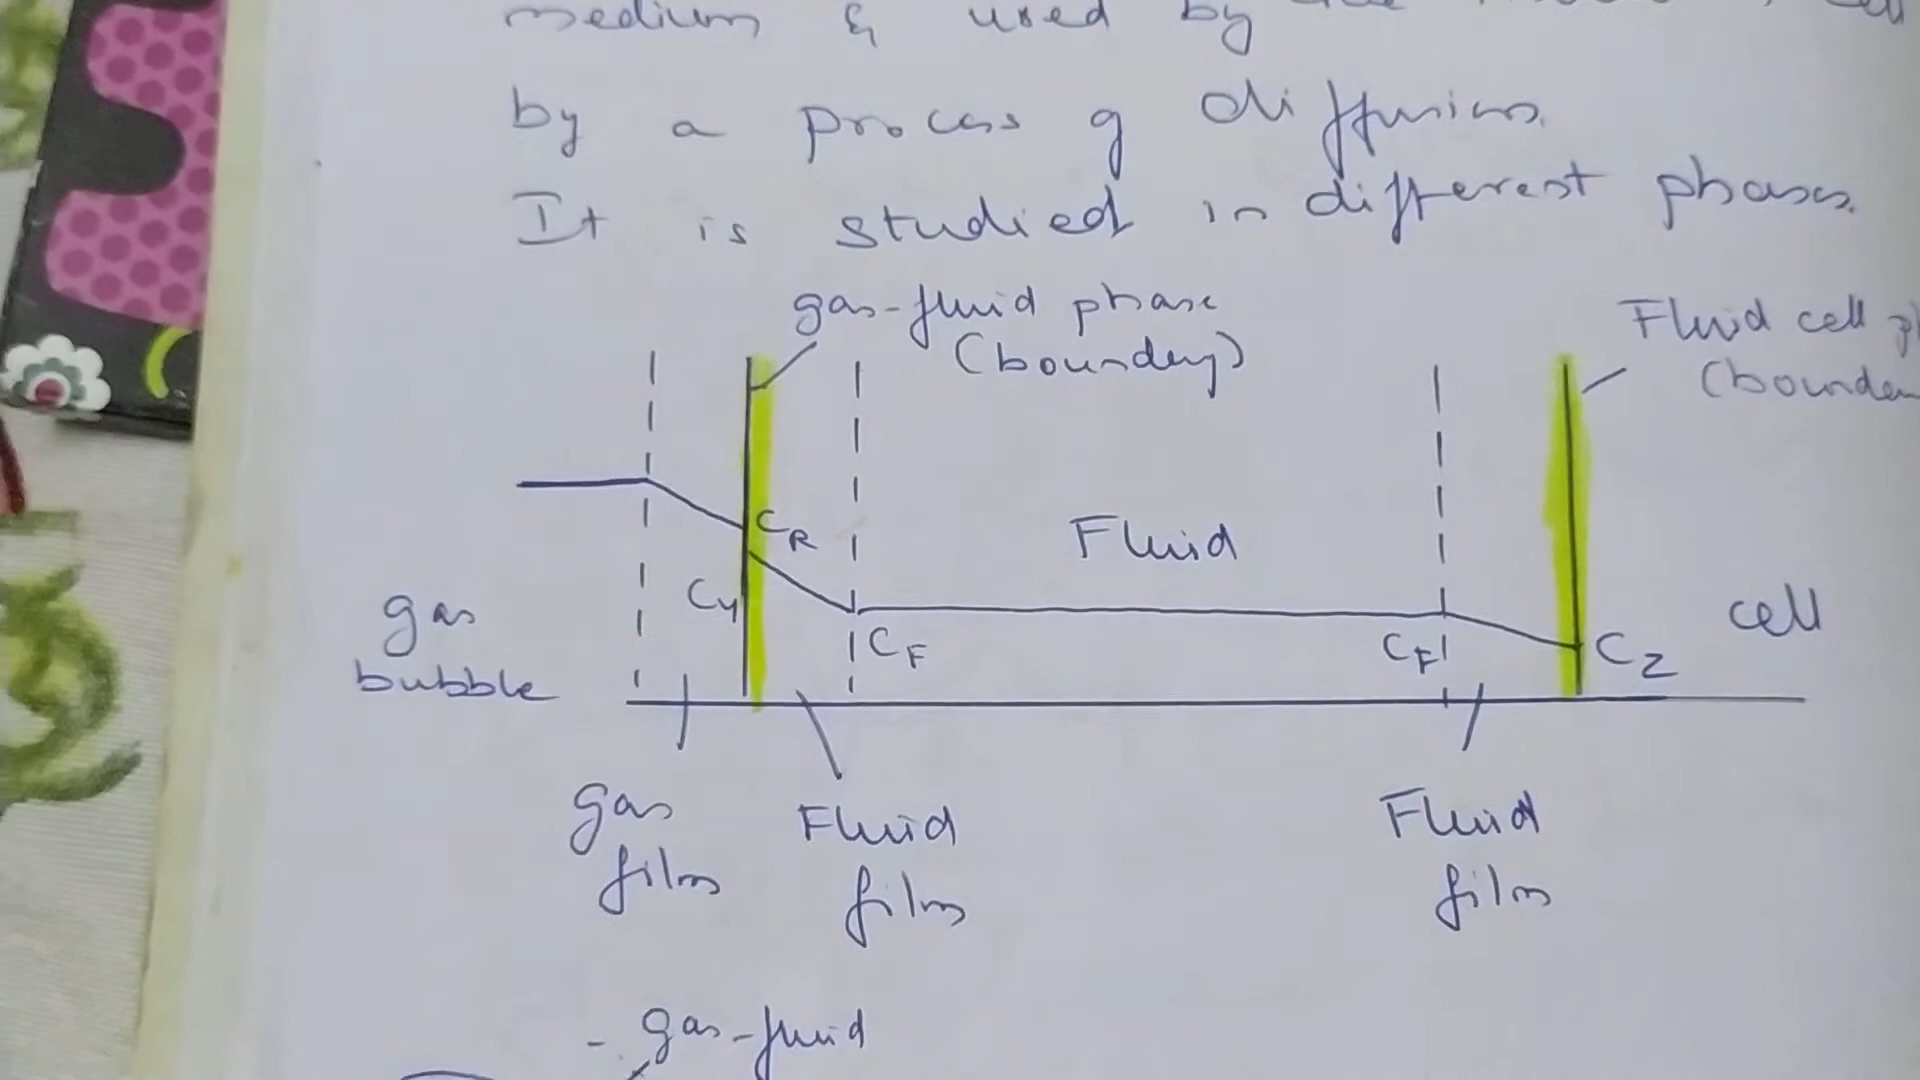 medium & used by
by a process of diffusion.
It is studied in different phases.
gas-fluid phase
(boundary)
Fluid cell
CR
Fluid
Cy
gas
bubble
CF
CF
CZ
cell
gas
film
Fluid
film
Fluid
film
- gas-fluid